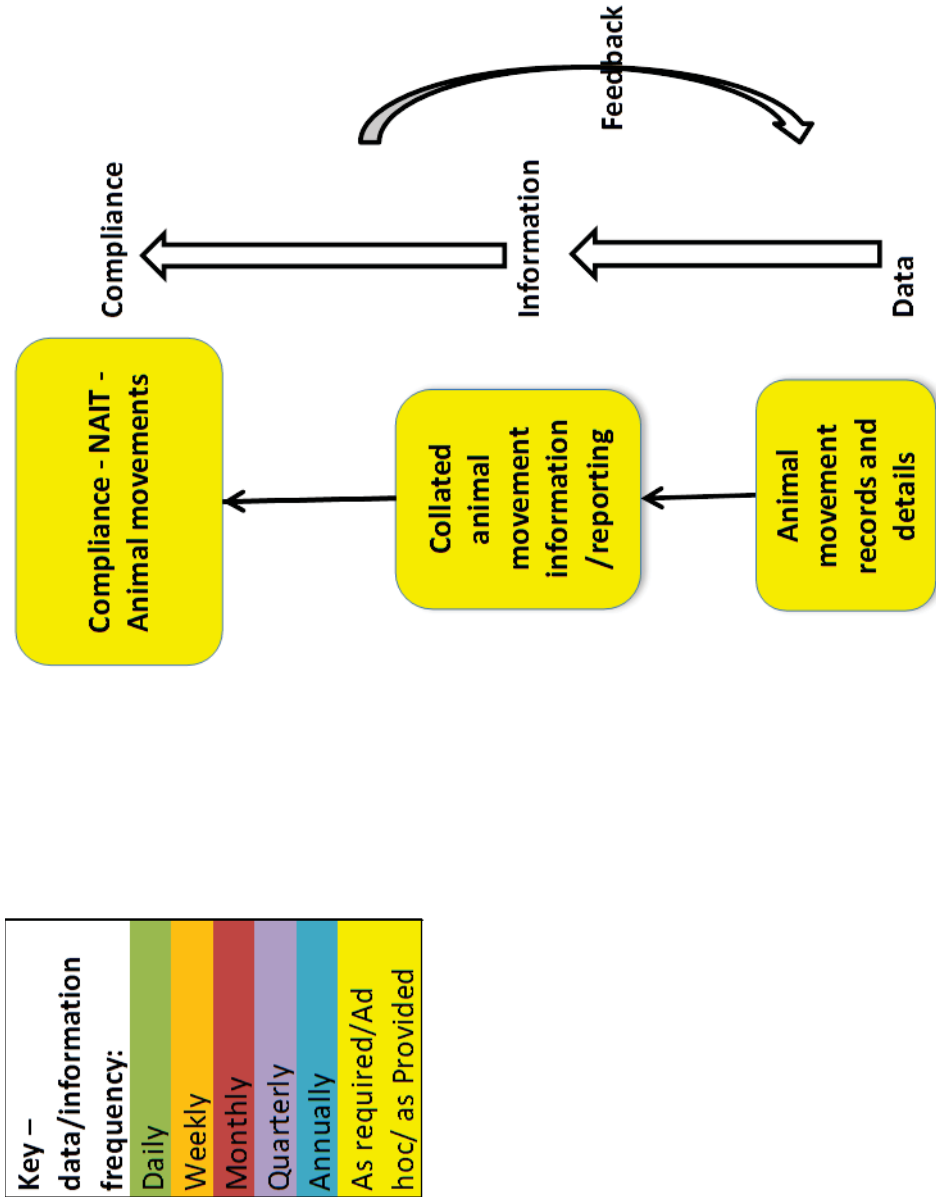 Key –
data/information
frequency:
Daily
Weekly
Monthly
Quarterly
Annually
As required/Ad
hoc/ as Provided
Compliance - NAIT -
Animal movements
Collated
animal
movement
information
/reporting
Animal
movement
records and
details
Compliance
Information
Data
Feedback